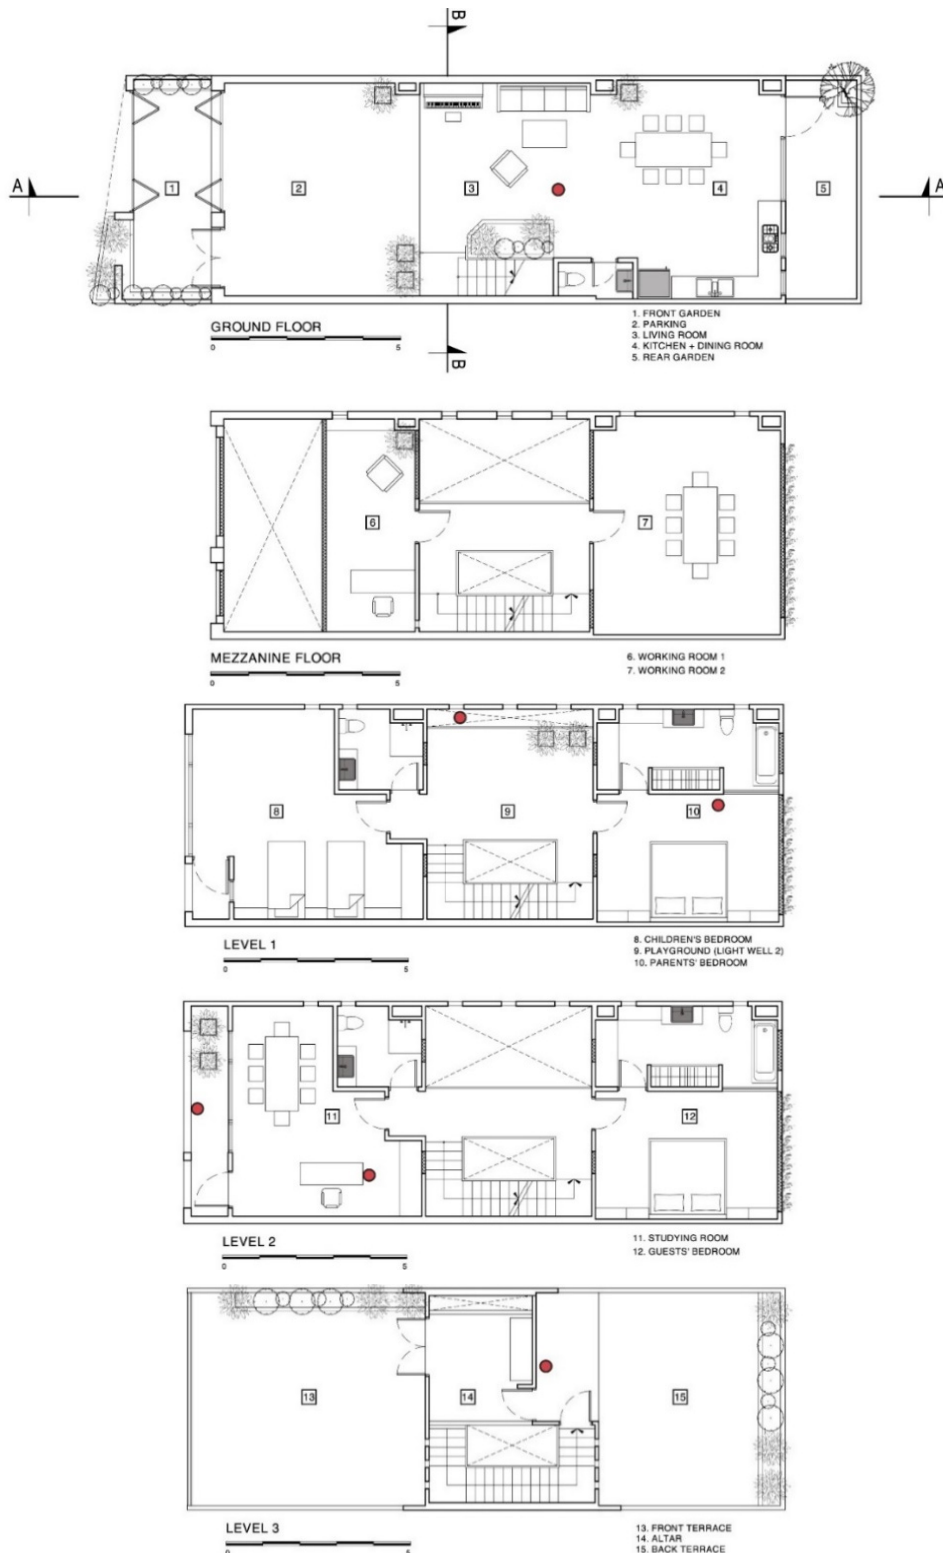 B
A
1
2
3
4
5
A
GROUND FLOOR
0 5
B
1. FRONT GARDEN
2. PARKING
3. LIVING ROOM
4. KITCHEN + DINING ROOM
5. REAR GARDEN
6
7
MEZZANINE FLOOR
0 5
6. WORKING ROOM 1
7. WORKING ROOM 2
8
9
10
LEVEL 1
0 5
8. CHILDREN'S BEDROOM
9. PLAYGROUND (LIGHT WELL 2)
10. PARENTS' BEDROOM
11
12
LEVEL 2
0 5
11. STUDYING ROOM
12. GUESTS' BEDROOM
13
14
15
LEVEL 3
0 5
13. FRONT TERRACE
14. ALTAR
15. BACK TERRACE